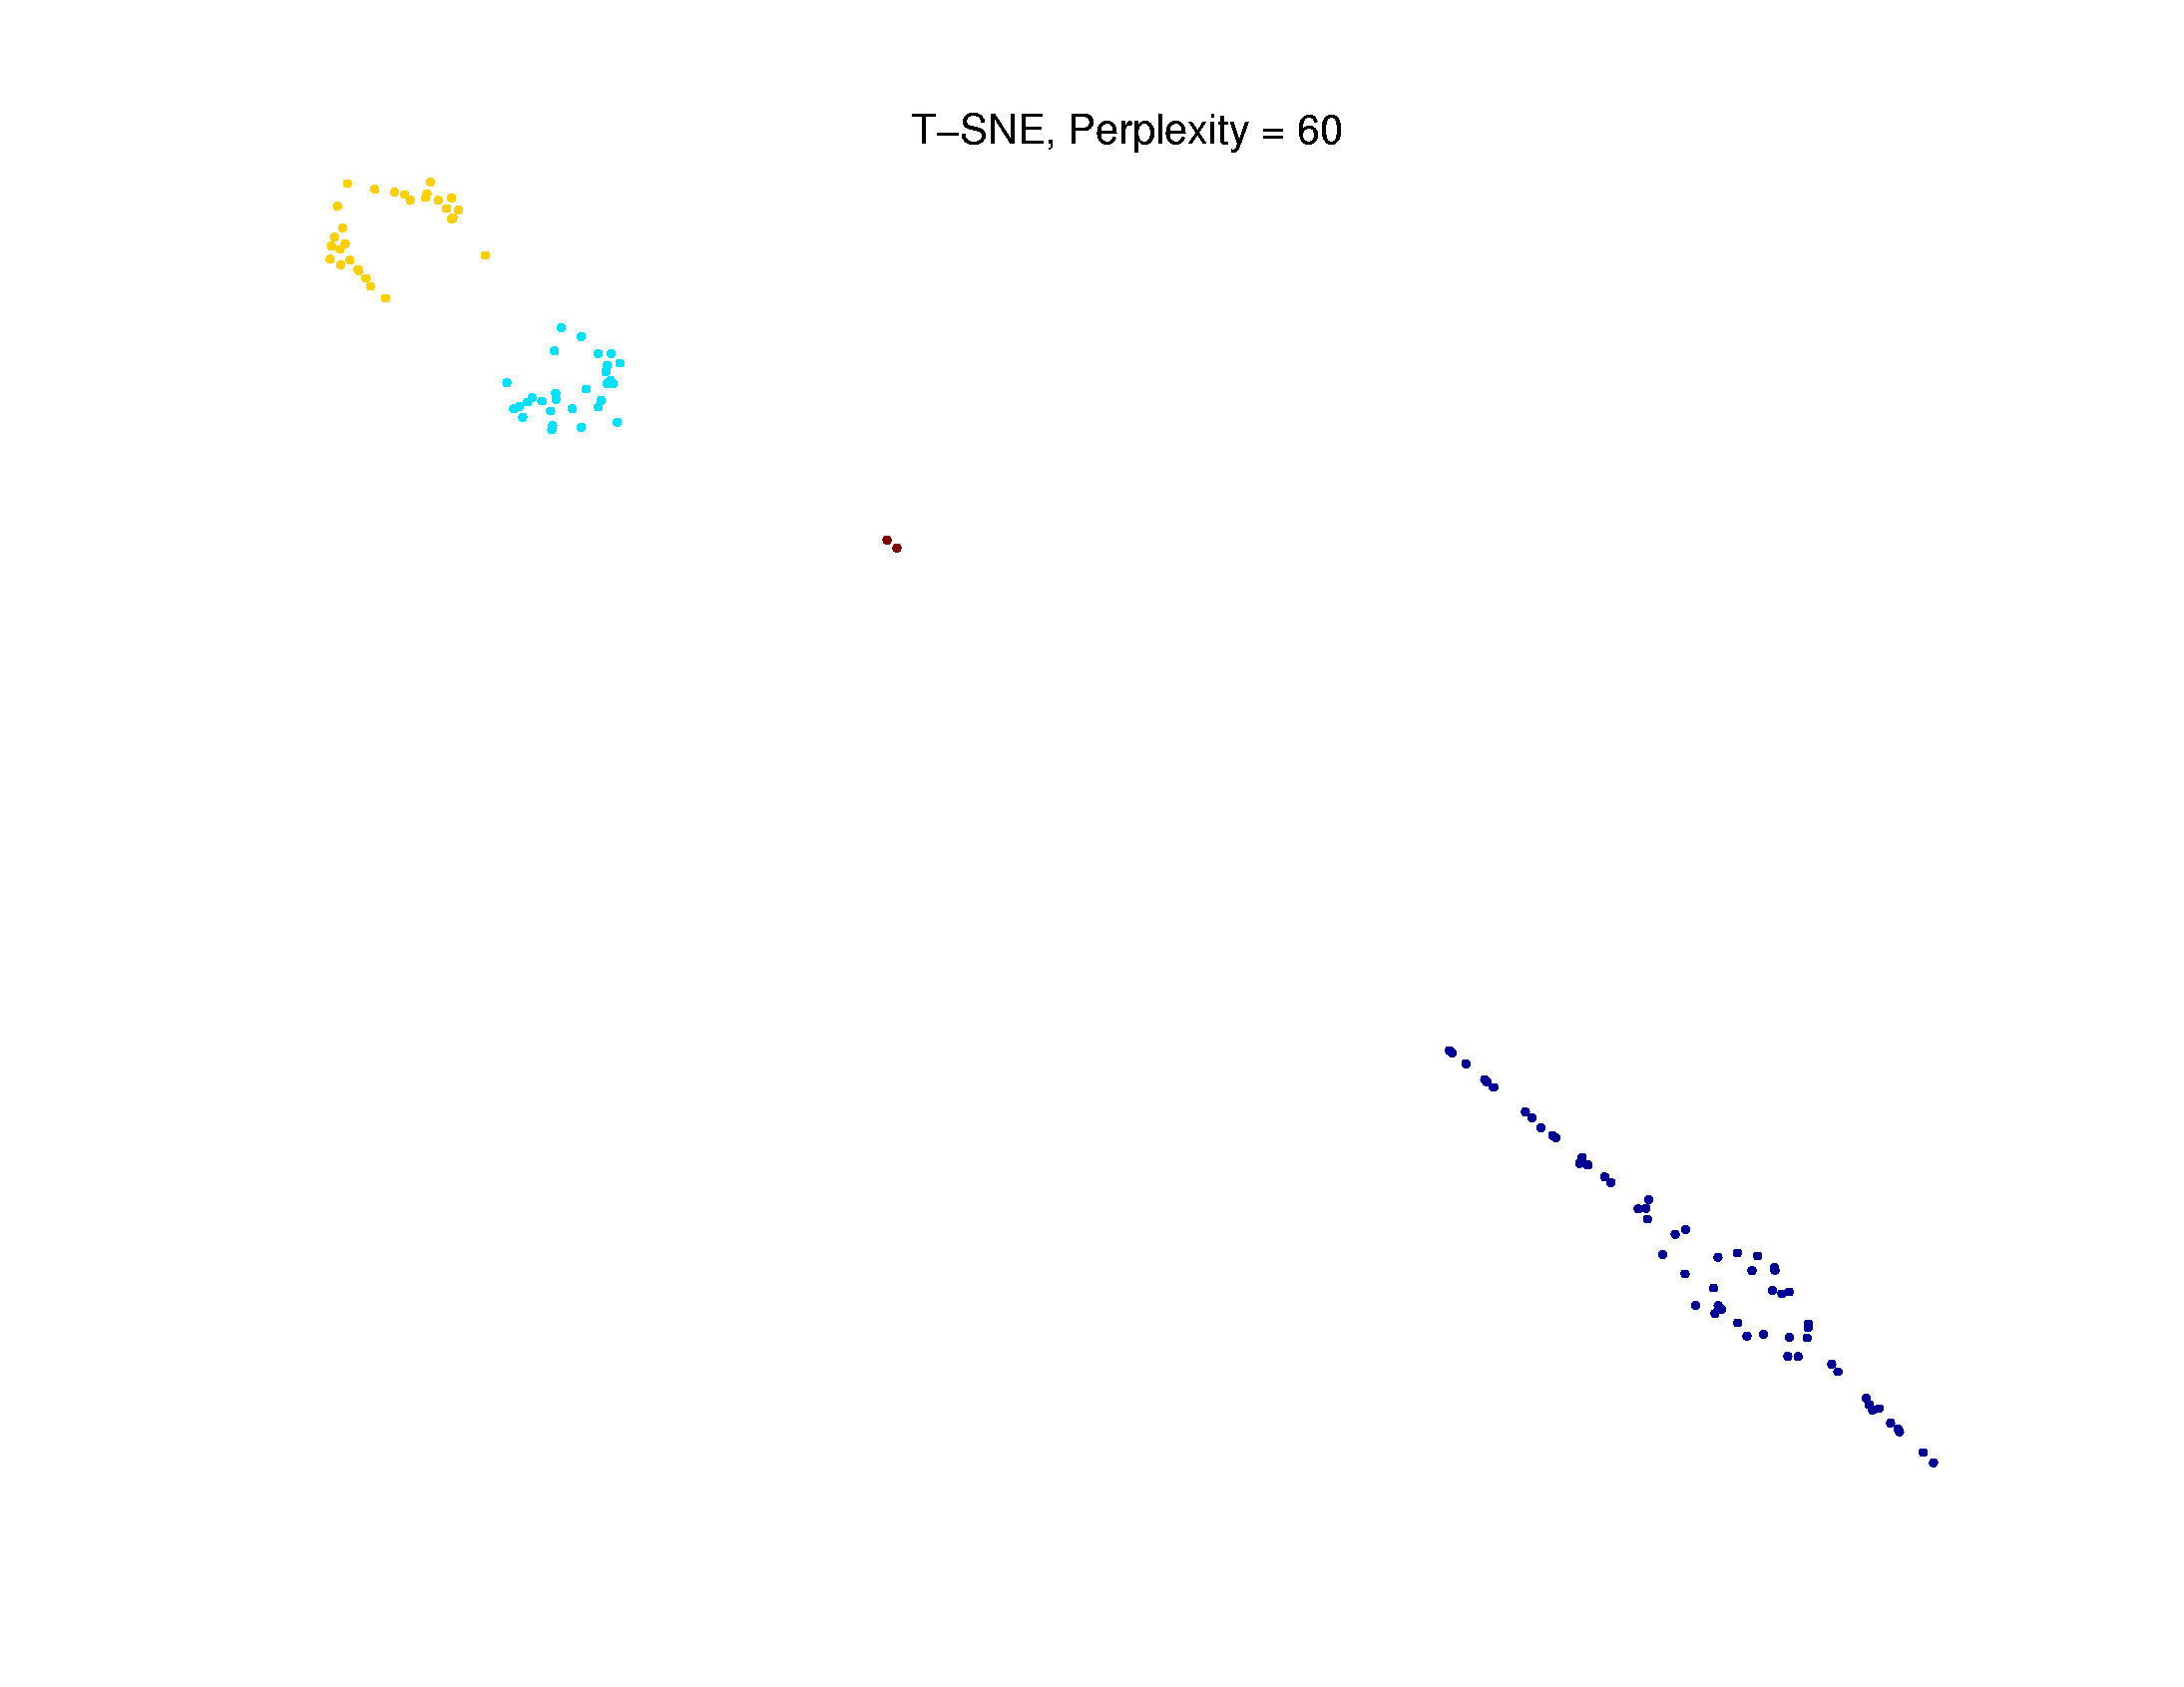 T−SNE, Perplexity = 60